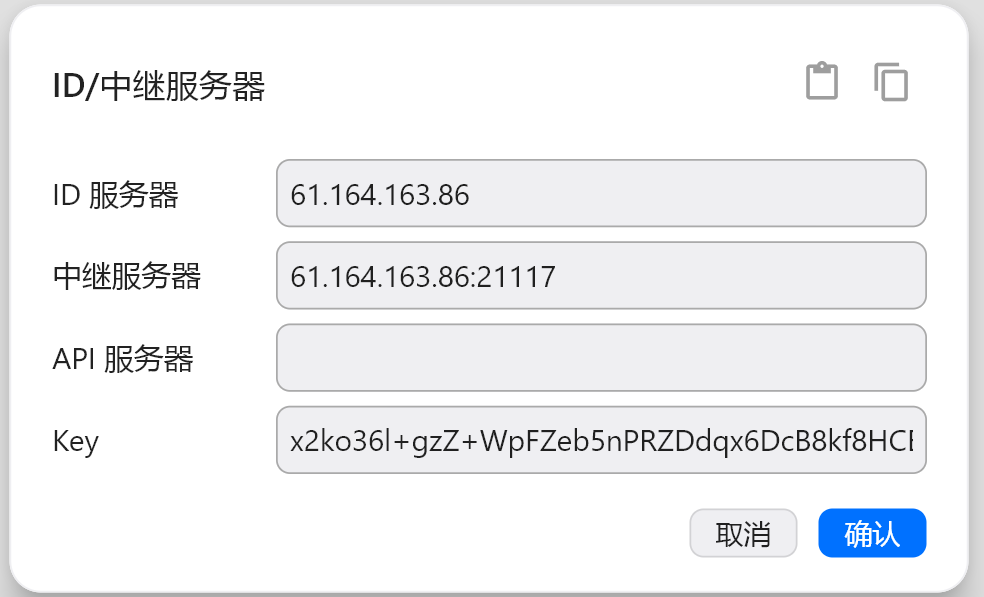 ID/中继服务器
ID 服务器
61.164.163.86
中继服务器
61.164.163.86:21117
API 服务器
Key
x2ko36l+gzZ+WpFZeb5nPRZDdqx6DcB8kf8HC
取消
确认